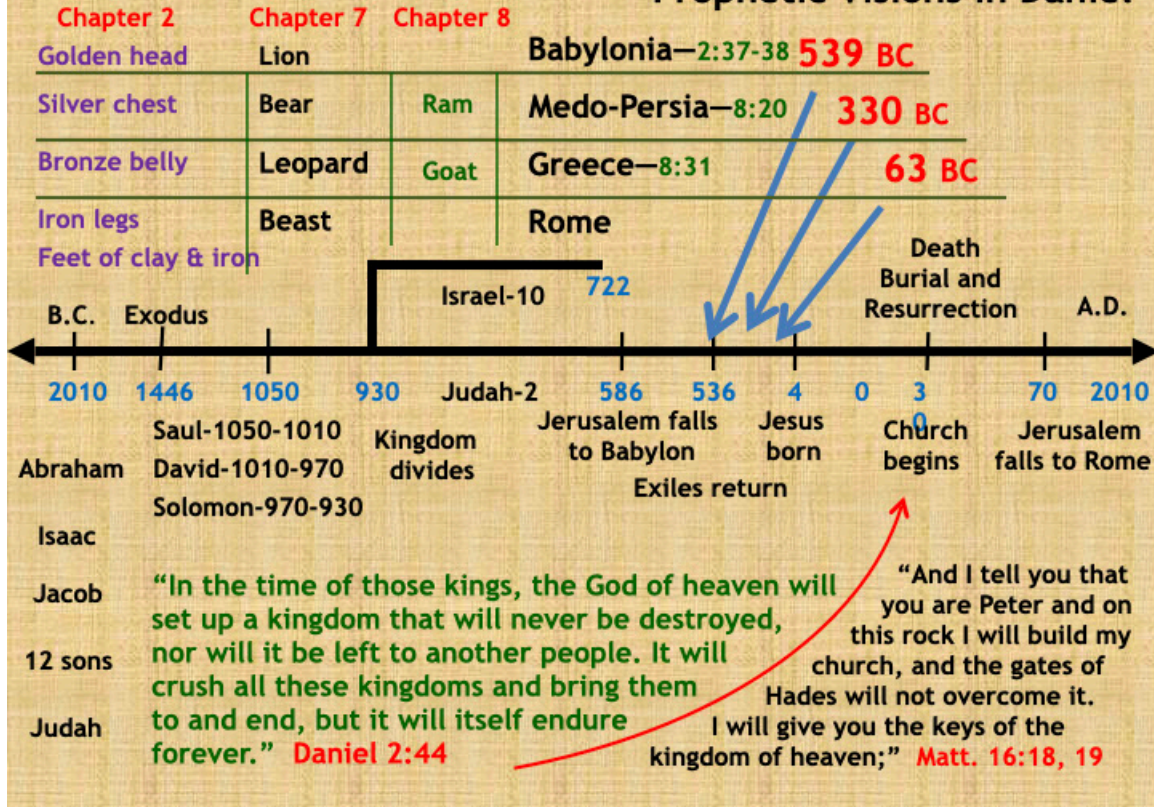 Prophetic Visions in Daniel
Chapter 2 Chapter 7 Chapter 8
Golden head Lion Babylonia—2:37-38 539 BC
Silver chest Bear Ram Medo-Persia—8:20 330 BC
Bronze belly Leopard Goat Greece—8:31 63 BC
Iron legs Beast Rome
Feet of clay & iron
Death
Burial and
Resurrection
Israel-10 722
B.C. Exodus A.D.
2010 1446 1050 930 Judah-2 586 536 4 0 30 70 2010
Abraham
Isaac
Jacob
12 sons
Judah
Saul-1050-1010
David-1010-970
Solomon-970-930
Kingdom
divides
Jerusalem falls
to Babylon
Exiles return
Jesus
born
Church
begins
Jerusalem
falls to Rome
“In the time of those kings, the God of heaven will
set up a kingdom that will never be destroyed,
nor will it be left to another people. It will
crush all these kingdoms and bring them
to and end, but it will itself endure
forever.” Daniel 2:44
“And I tell you that
you are Peter and on
this rock I will build my
church, and the gates of
Hades will not overcome it.
I will give you the keys of the
kingdom of heaven;” Matt. 16:18, 19